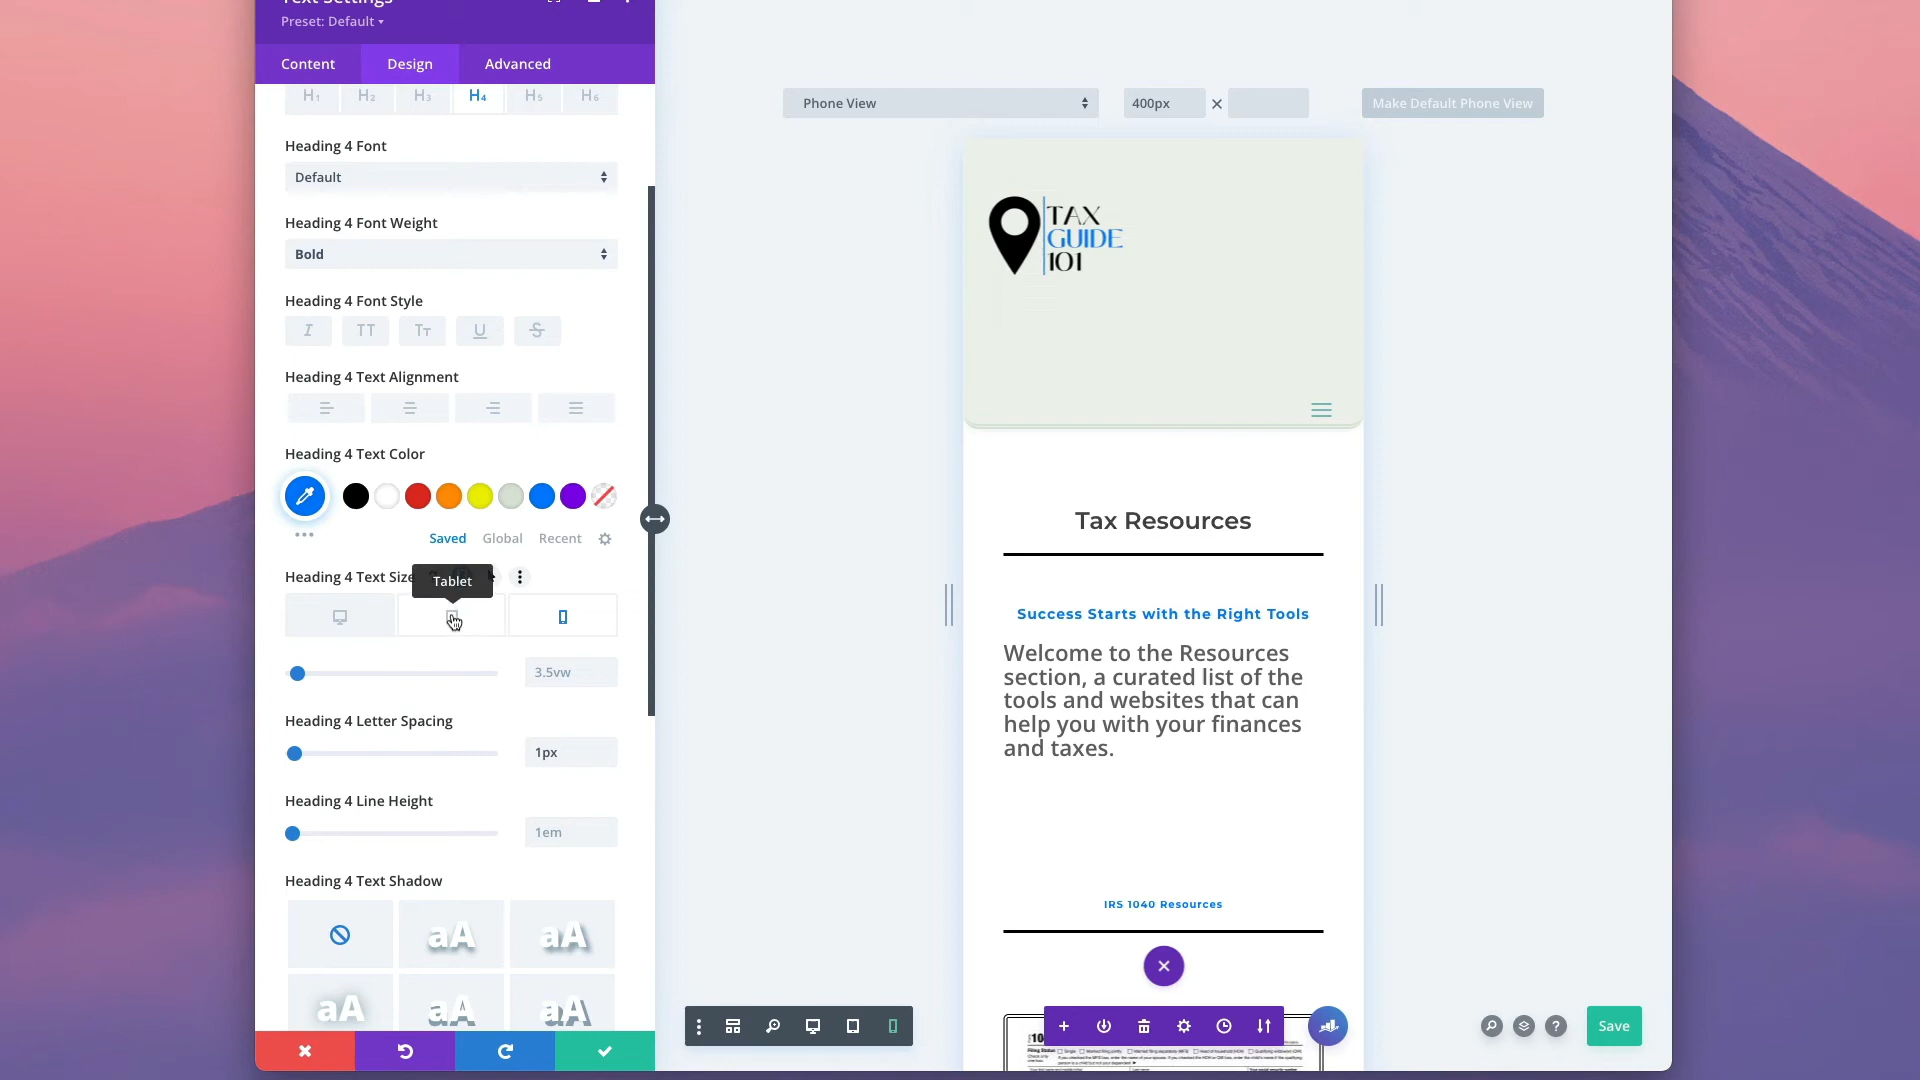 Text Settings
Preset: Default
Content Design Advanced
H1 H2 H3 H4 H5 H6
Heading 4 Font
Default
Heading 4 Font Weight
Bold
Heading 4 Font Style
I TT Tт U S
Heading 4 Text Alignment
Heading 4 Text Color
Saved Global Recent
Heading 4 Text Size
Tablet
3.5vw
Heading 4 Letter Spacing
1px
Heading 4 Line Height
1em
Heading 4 Text Shadow
aA aA
aA aA aA
Phone View
400px
Make Default Phone View
TAX
GUIDE
101
Tax Resources
Success Starts with the Right Tools
Welcome to the Resources
section, a curated list of the
tools and websites that can
help you with your finances
and taxes.
IRS 1040 Resources
Save